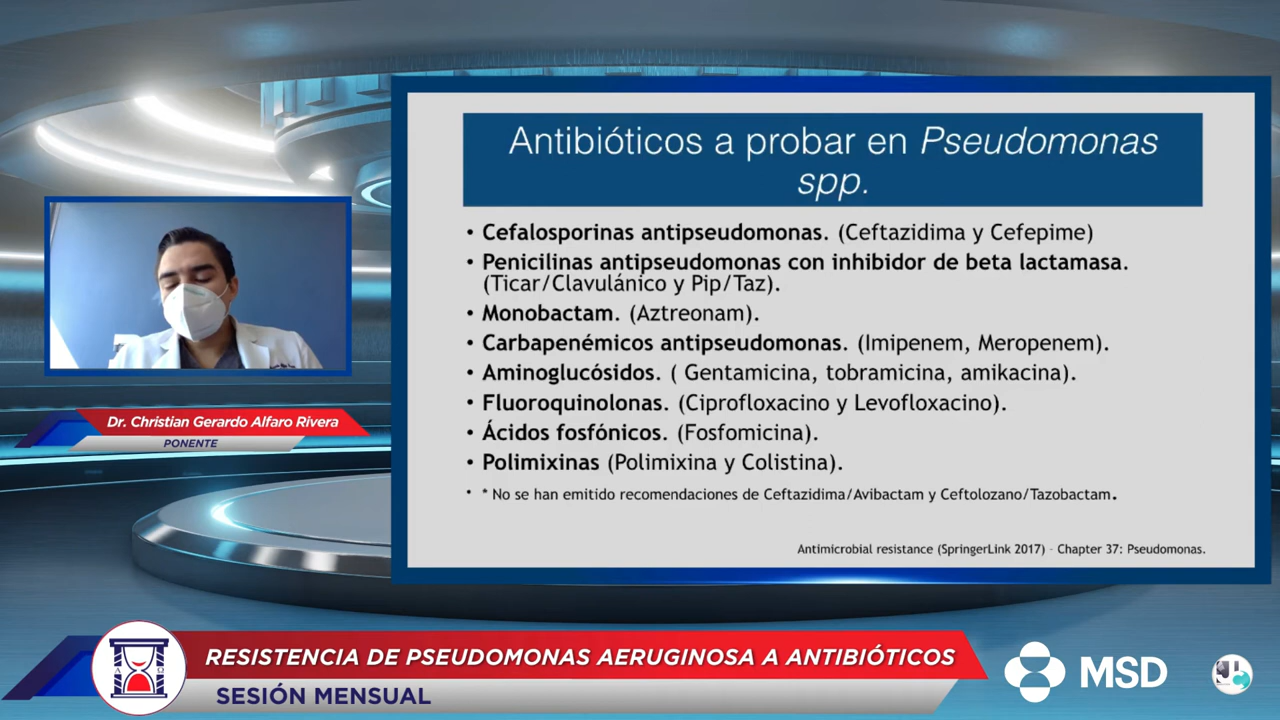 Antibióticos a probar en Pseudomonas
spp.
• Cefalosporinas antipseudomonas. (Ceftazidima y Cefepime)
• Penicilinas antipseudomonas con inhibidor de beta lactamasa.
(Ticar/Clavulánico y Pip/Taz).
• Monobactam. (Aztreonam).
• Carbapenémicos antipseudomonas. (Imipenem, Meropenem).
• Aminoglucósidos. ( Gentamicina, tobramicina, amikacina).
• Fluoroquinolonas. (Ciprofloxacino y Levofloxacino).
• Ácidos fosfónicos. (Fosfomicina).
• Polimixinas (Polimixina y Colistina).
• * No se han emitido recomendaciones de Ceftazidima/Avibactam y Ceftolozano/Tazobactam.
Antimicrobial resistance (SpringerLink 2017) - Chapter 37: Pseudomonas.
Dr. Christian Gerardo Alfaro Rivera
PONENTE
RESISTENCIA DE PSEUDOMONAS AERUGINOSA A ANTIBIÓTICOS
SESIÓN MENSUAL
A Ω
MSD